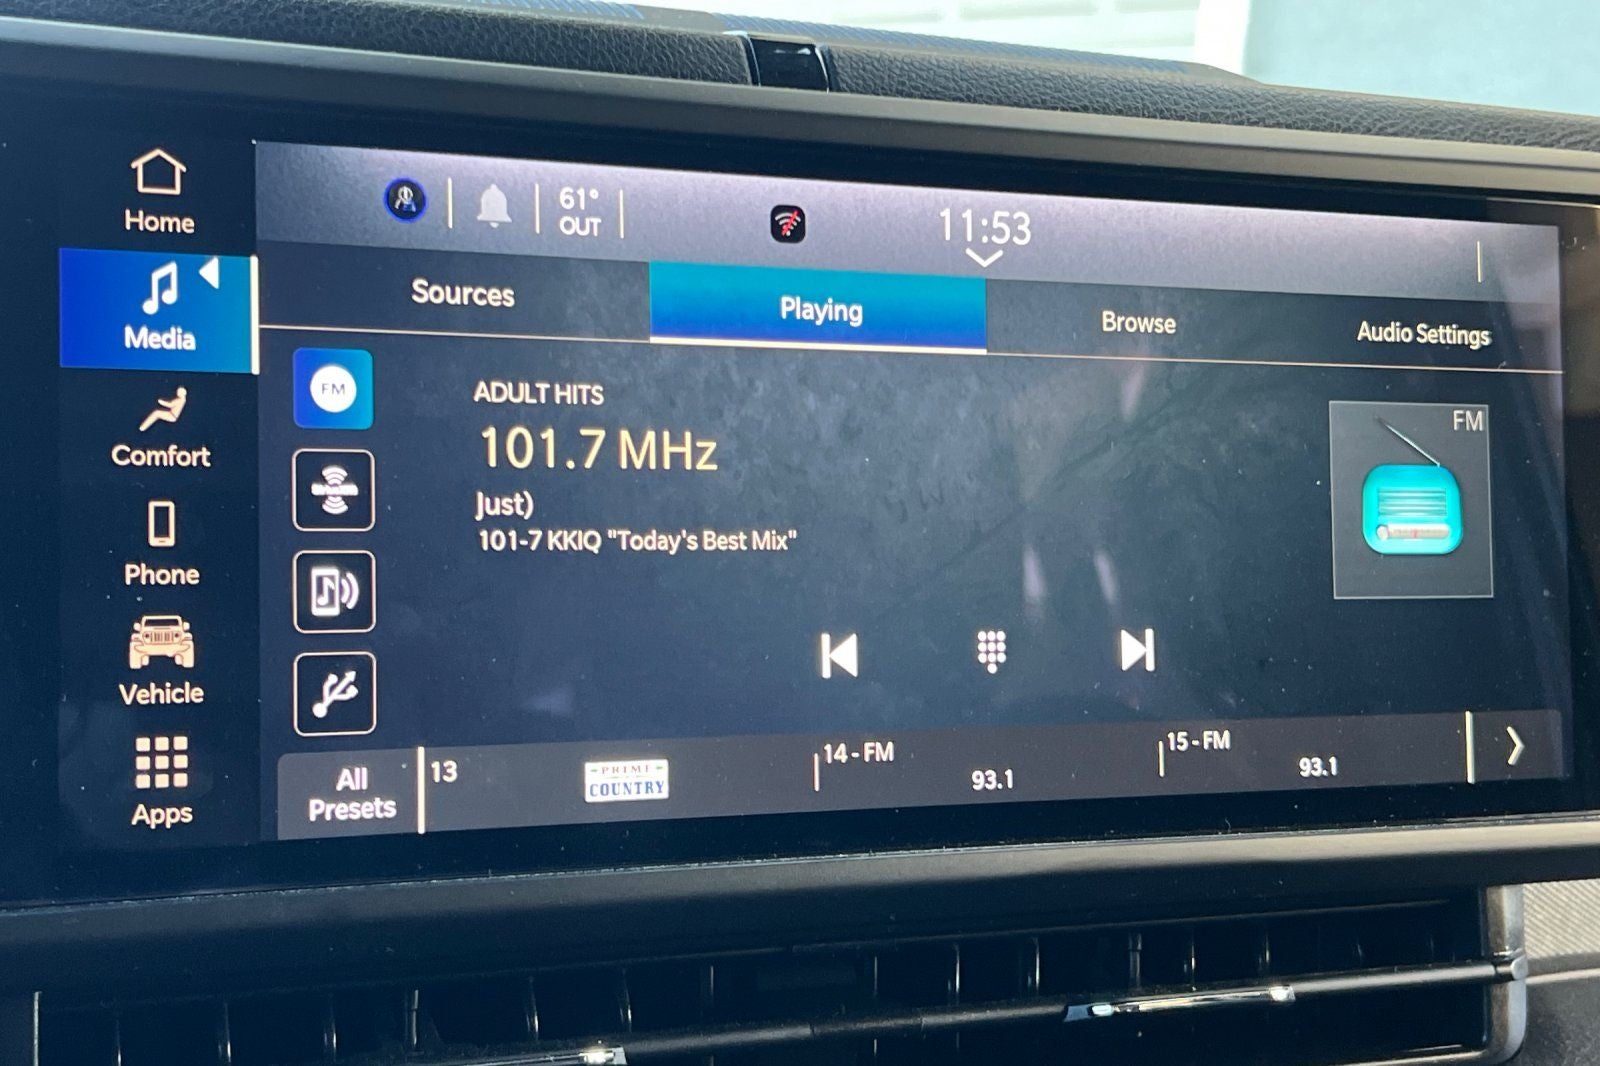 Home
Media
Comfort
Phone
Vehicle
Apps
61°
OUT
11:53
Sources
Playing
Browse
Audio Settings
FM
ADULT HITS
101.7 MHz
Just)
101-7 KKIQ "Today's Best Mix"
FM
All
Presets
13
PRIME
COUNTRY
14 - FM
93.1
15 - FM
93.1